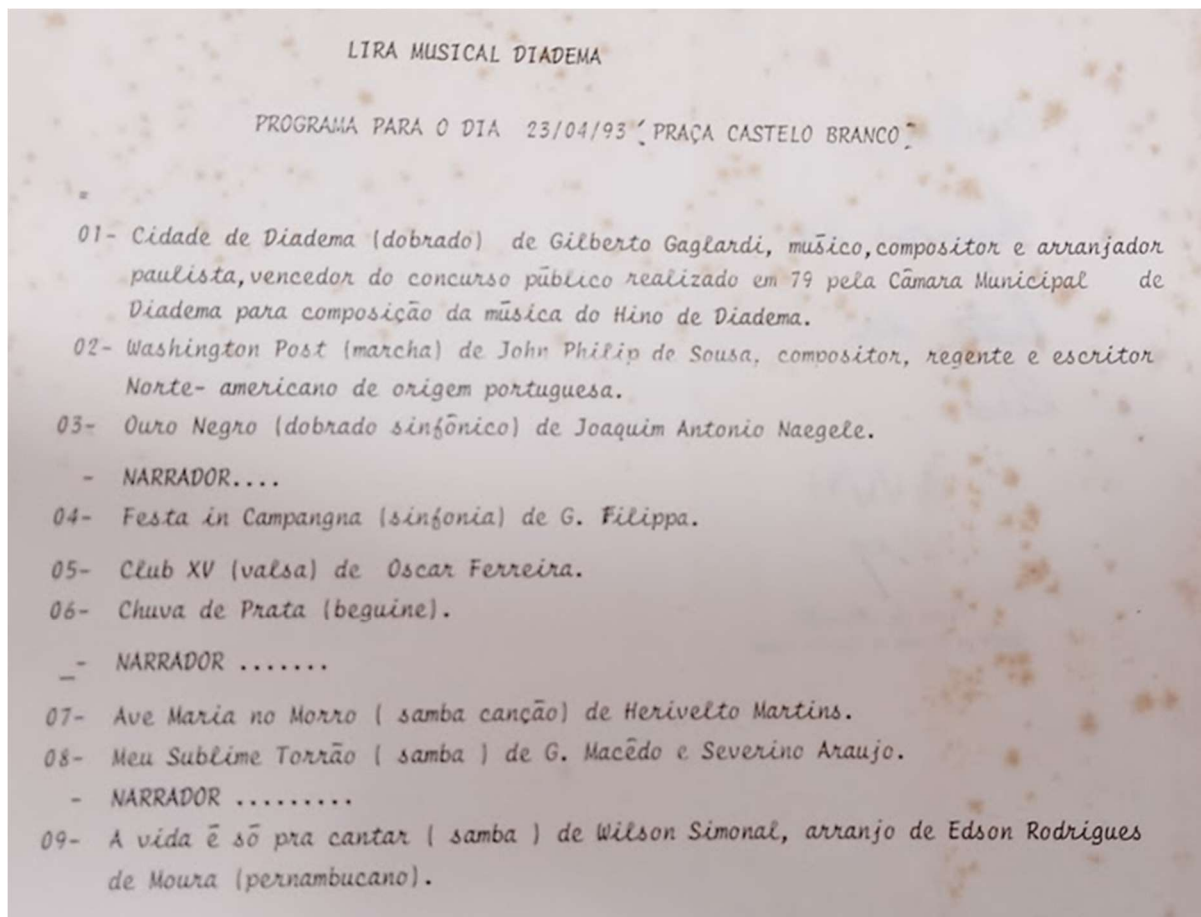 LIRA MUSICAL DIADEMA
PROGRAMA PARA O DIA 23/04/93 " PRAÇA CASTELO BRANCO"
01- Cidade de Diadema (dobrado) de Gilberto Gaglardi, músico,compositor e arranjador
paulista,vencedor do concurso público realizado em 79 pela Câmara Municipal de
Diadema para composição da música do Hino de Diadema.
02- Washington Post (marcha) de John Philip de Sousa, compositor, regente e escritor
Norte- americano de origem portuguesa.
03- Ouro Negro (dobrado sinfônico) de Joaquim Antonio Naegele.
- NARRADOR....
04- Festa in Campangna (sinfonia) de G. Filippa.
05- Club XV (valsa) de Oscar Ferreira.
06- Chuva de Prata (beguine).
_- NARRADOR .......
07- Ave Maria no Morro ( samba canção) de Herivelto Martins.
08- Meu Sublime Torrão ( samba ) de G. Macêdo e Severino Araujo.
- NARRADOR .........
09- A vida é só pra cantar ( samba ) de Wilson Simonal, arranjo de Edson Rodrigues
de Moura (pernambucano).